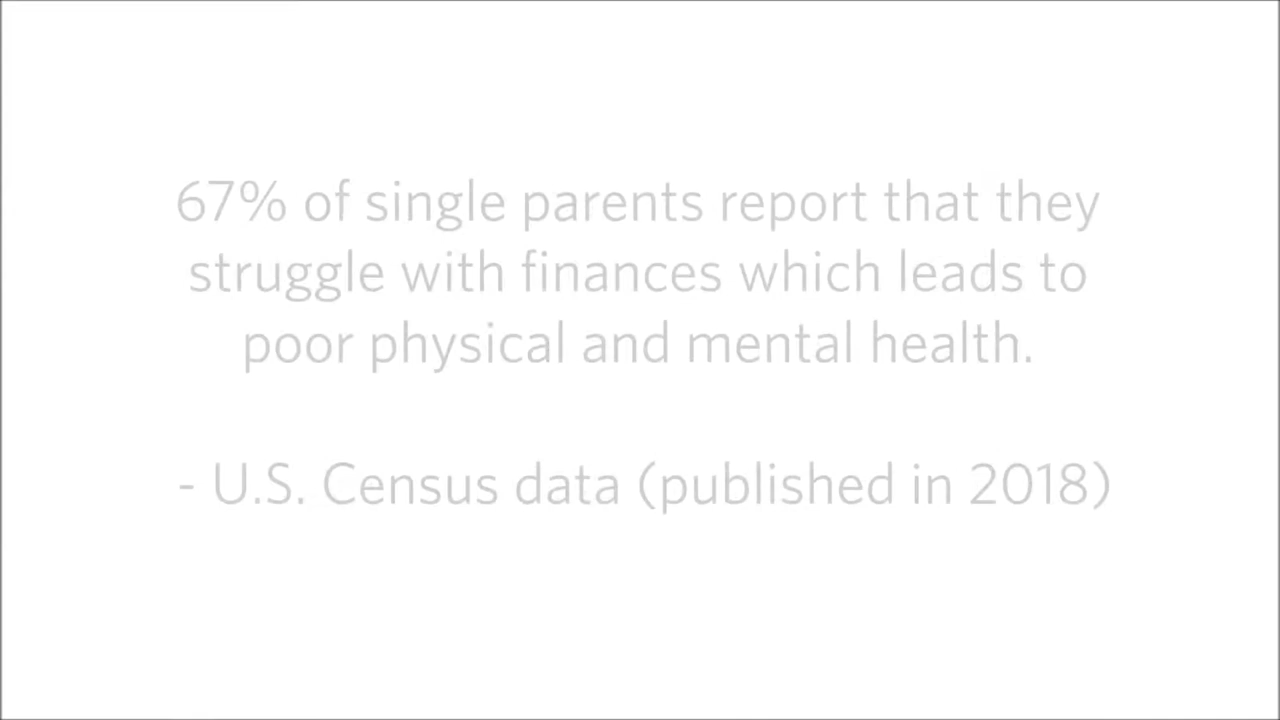 67% of single parents report that they
struggle with finances which leads to
poor physical and mental health.
- U.S. Census data (published in 2018)